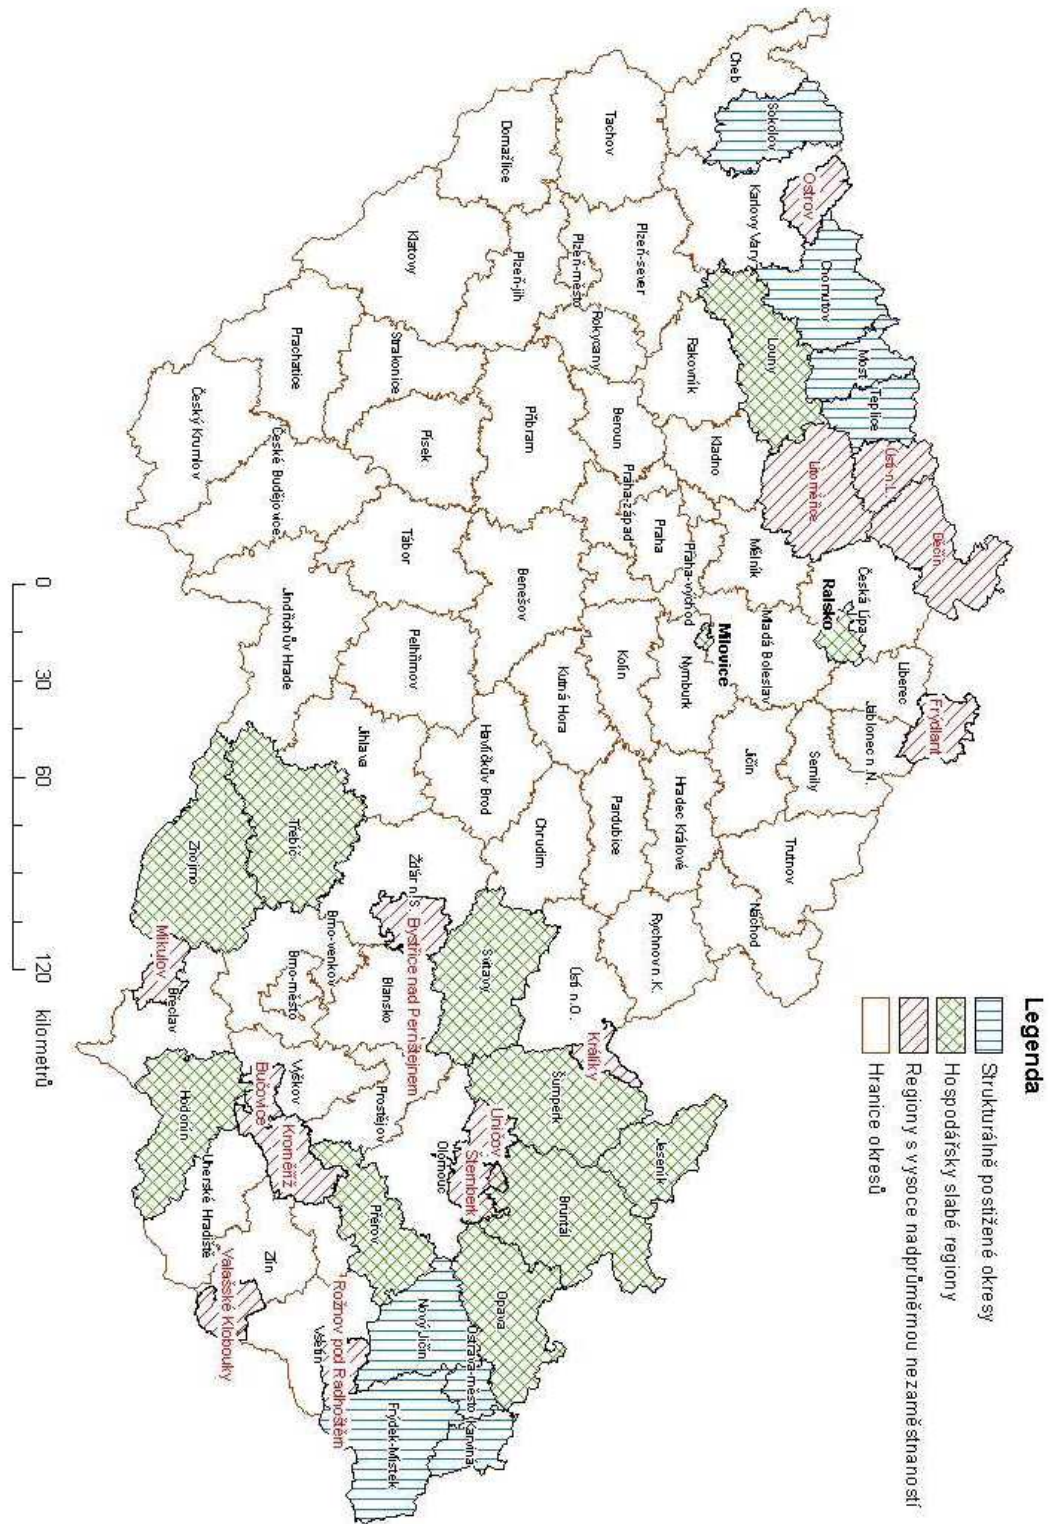 Legenda
Strukturálně postižené okresy
Hospodářsky slabé regiony
Regiony s vysoce nadprůměrnou nezaměstnaností
Hranice okresů
Cheb
Sokolov
Ostrov
Karlovy Vary
Chomutov
Most
Teplice
Ústí n.L.
Děčín
Litoměřice
Louny
Česká Lípa
Ralsko
Liberec
Frýdlant
Jablonec n.N.
Semily
Trutnov
Náchod
Jičín
Mladá Boleslav
Mělník
Kladno
Rakovník
Plzeň-sever
Tachov
Plzeň-město
Rokycany
Beroun
Praha-západ
Praha
Praha-východ
Milovice
Nymburk
Kolín
Hradec Králové
Pardubice
Rychnov n.K.
Ústí n.O.
Králíky
Šumperk
Jeseník
Bruntál
Domažlice
Plzeň-jih
Příbram
Benešov
Kutná Hora
Chrudim
Svitavy
Uničov
Šternberk
Olomouc
Opava
Ostrava-město
Karviná
Klatovy
Strakonice
Písek
Tábor
Pelhřimov
Havlíčkův Brod
Žďár n/S.
Bystřice nad Pernštejnem
Blansko
Prostějov
Přerov
Nový Jičín
Frýdek-Místek
Prachatice
České Budějovice
Český Krumlov
Jindřichův Hrade
Jihlava
Třebíč
Znojmo
Brno-venkov
Brno-město
Vyškov
Bučovice
Kroměříž
Rožnov pod Radhoštěm
Vsetín
Zlín
Valašské Klobouky
Uherské Hradiště
Hodonín
Břeclav
Mikulov
0 30 60 120
kilometrů